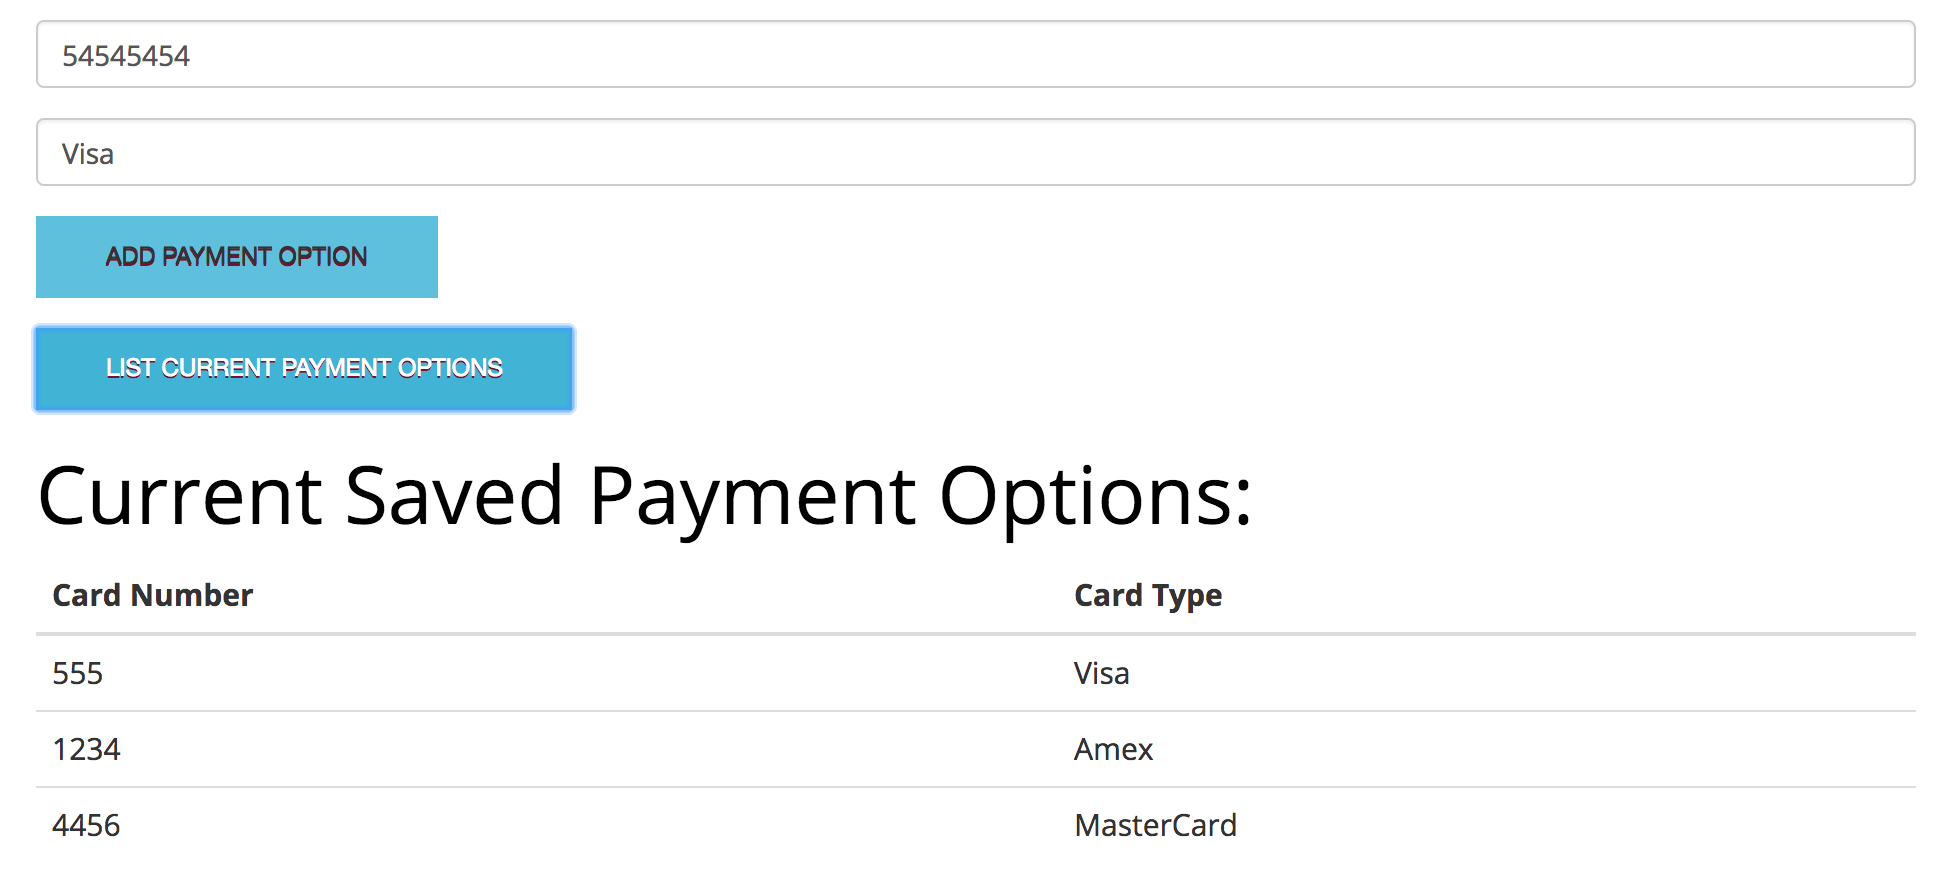 54545454
Visa
ADD PAYMENT OPTION
LIST CURRENT PAYMENT OPTIONS
Current Saved Payment Options:
Card Number Card Type
555 Visa
1234 Amex
4456 MasterCard